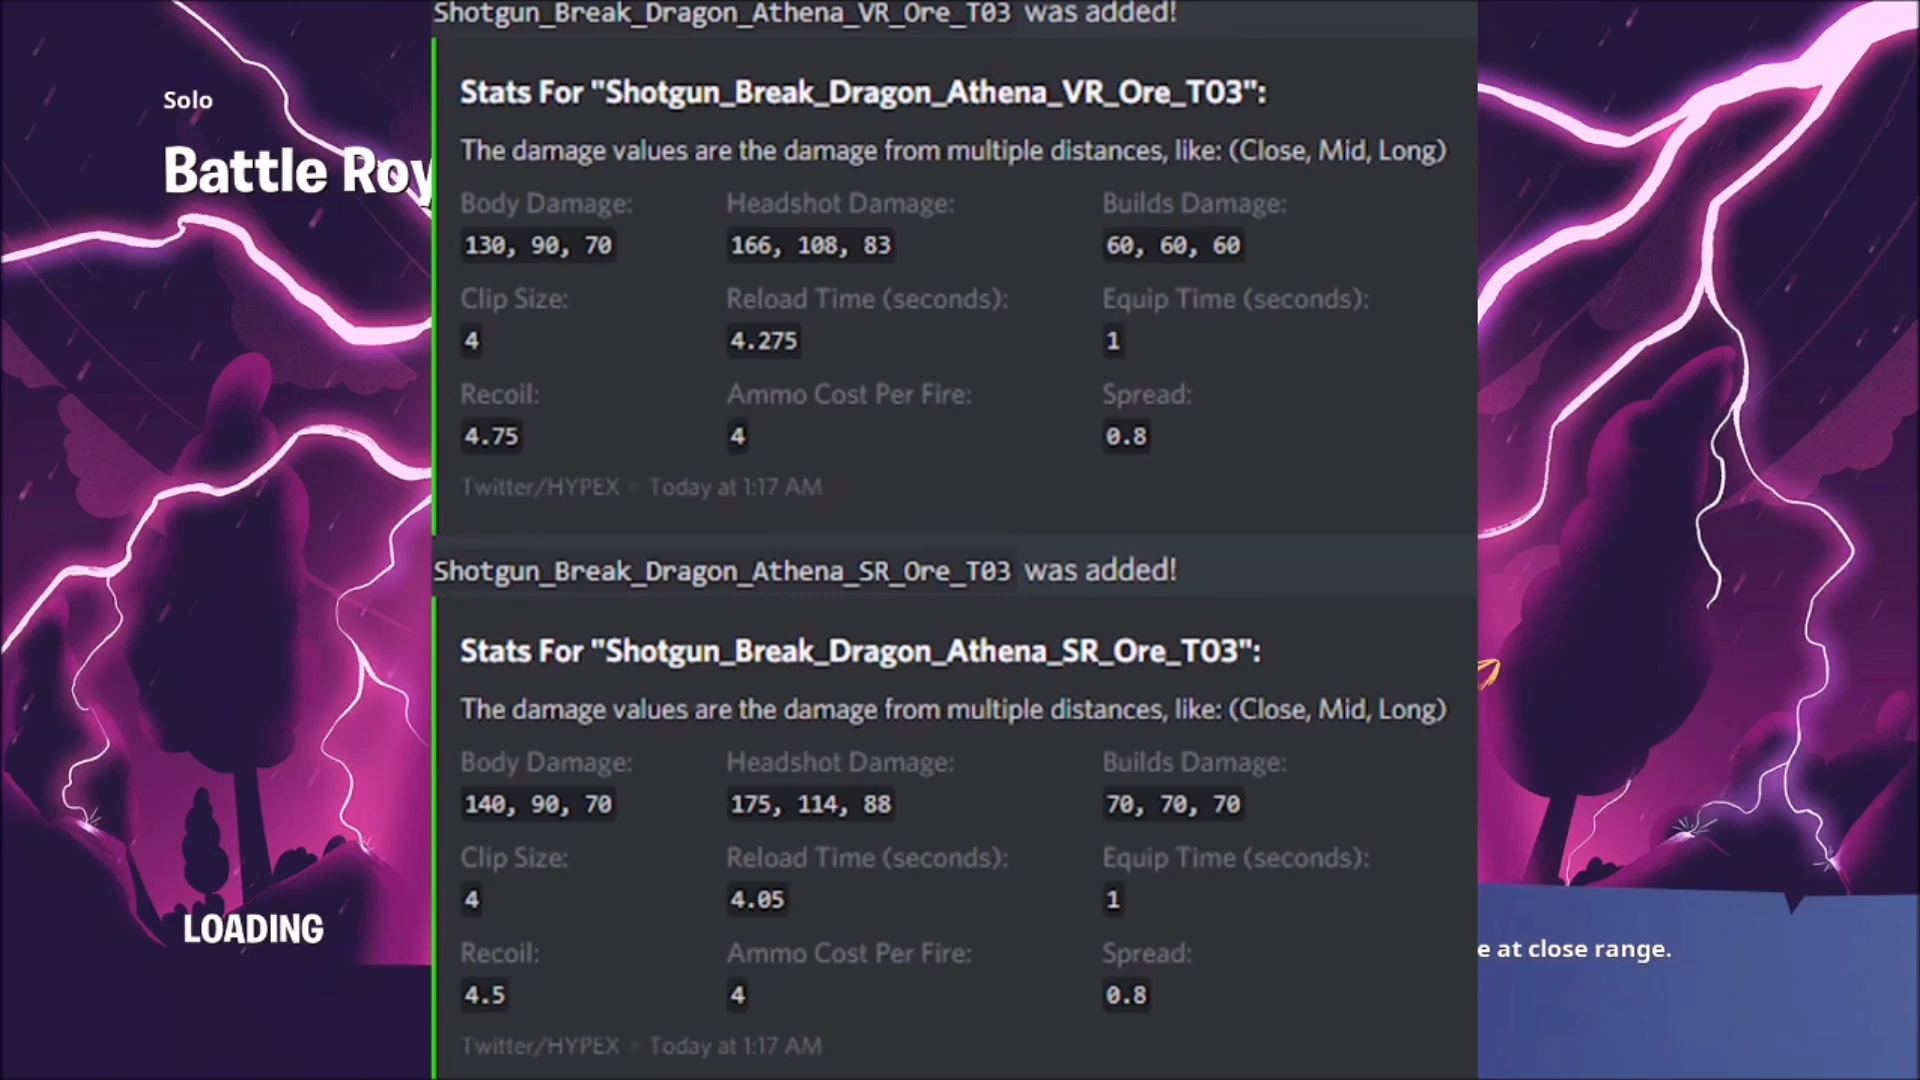 Solo
Battle Roy
LOADING
Shotgun_Break_Dragon_Athena_VR_Ore_T03 was added!
Stats For "Shotgun_Break_Dragon_Athena_VR_Ore_T03":
The damage values are the damage from multiple distances, like: (Close, Mid, Long)
Body Damage: Headshot Damage: Builds Damage:
130, 90, 70 166, 108, 83 60, 60, 60
Clip Size: Reload Time (seconds): Equip Time (seconds):
4 4.275 1
Recoil: Ammo Cost Per Fire: Spread:
4.75 4 0.8
Twitter/HYPEX • Today at 1:17 AM
Shotgun_Break_Dragon_Athena_SR_Ore_T03 was added!
Stats For "Shotgun_Break_Dragon_Athena_SR_Ore_T03":
The damage values are the damage from multiple distances, like: (Close, Mid, Long)
Body Damage: Headshot Damage: Builds Damage:
140, 90, 70 175, 114, 88 70, 70, 70
Clip Size: Reload Time (seconds): Equip Time (seconds):
4 4.05 1
Recoil: Ammo Cost Per Fire: Spread:
4.5 4 0.8
Twitter/HYPEX • Today at 1:17 AM
e at close range.